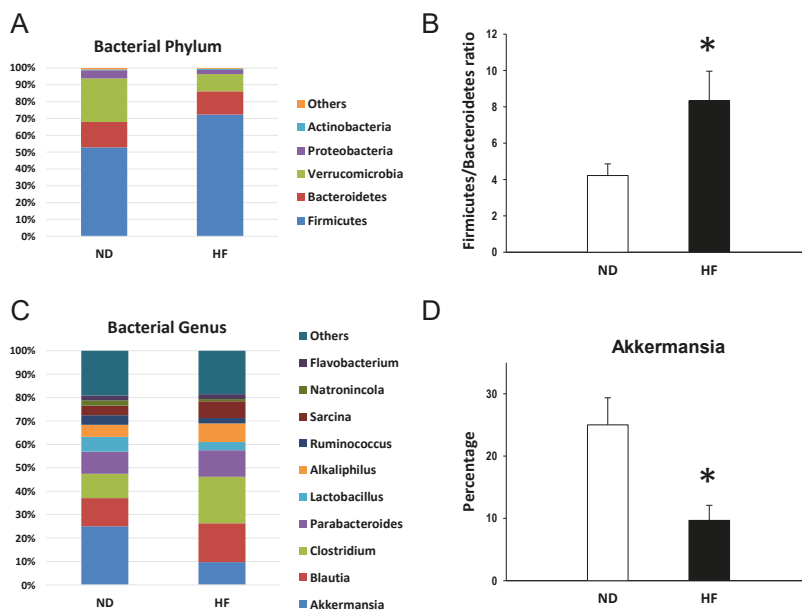 A
Bacterial Phylum
100%
90%
80%
70%
60%
50%
40%
30%
20%
10%
0%
ND
HF
Others
Actinobacteria
Proteobacteria
Verrucomicrobia
Bacteroidetes
Firmicutes
B
Firmicutes/Bacteroidetes ratio
12
10
8
6
4
2
0
*
ND
HF
C
Bacterial Genus
100%
90%
80%
70%
60%
50%
40%
30%
20%
10%
0%
ND
HF
Others
Flavobacterium
Natronincola
Sarcina
Ruminococcus
Alkaliphilus
Lactobacillus
Parabacteroides
Clostridium
Blautia
Akkermansia
D
Akkermansia
Percentage
30
20
10
0
*
ND
HF